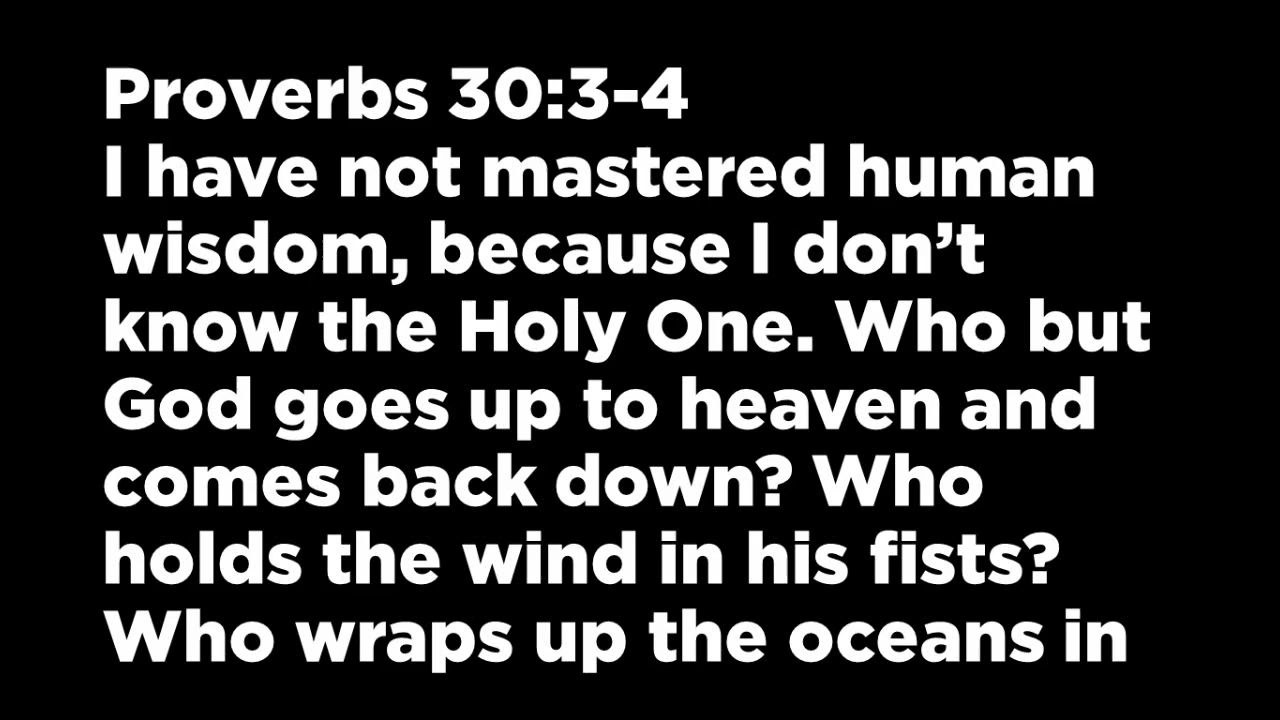 Proverbs 30:3-4
I have not mastered human
wisdom, because I don’t
know the Holy One. Who but
God goes up to heaven and
comes back down? Who
holds the wind in his fists?
Who wraps up the oceans in